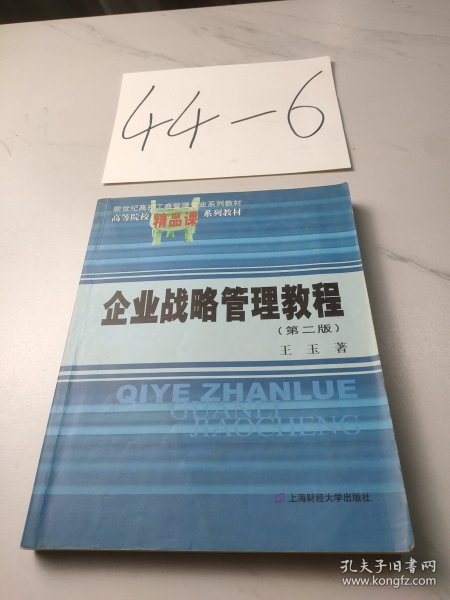 44-6
新世纪高校工商管理专业系列教材
高等院校精品课系列教材
企业战略管理教程
(第二版)
王玉 著
QIYE ZHANLUE
GUANLI
JIAOCHENG
上海财经大学出版社
孔夫子旧书网
www.kongfz.com